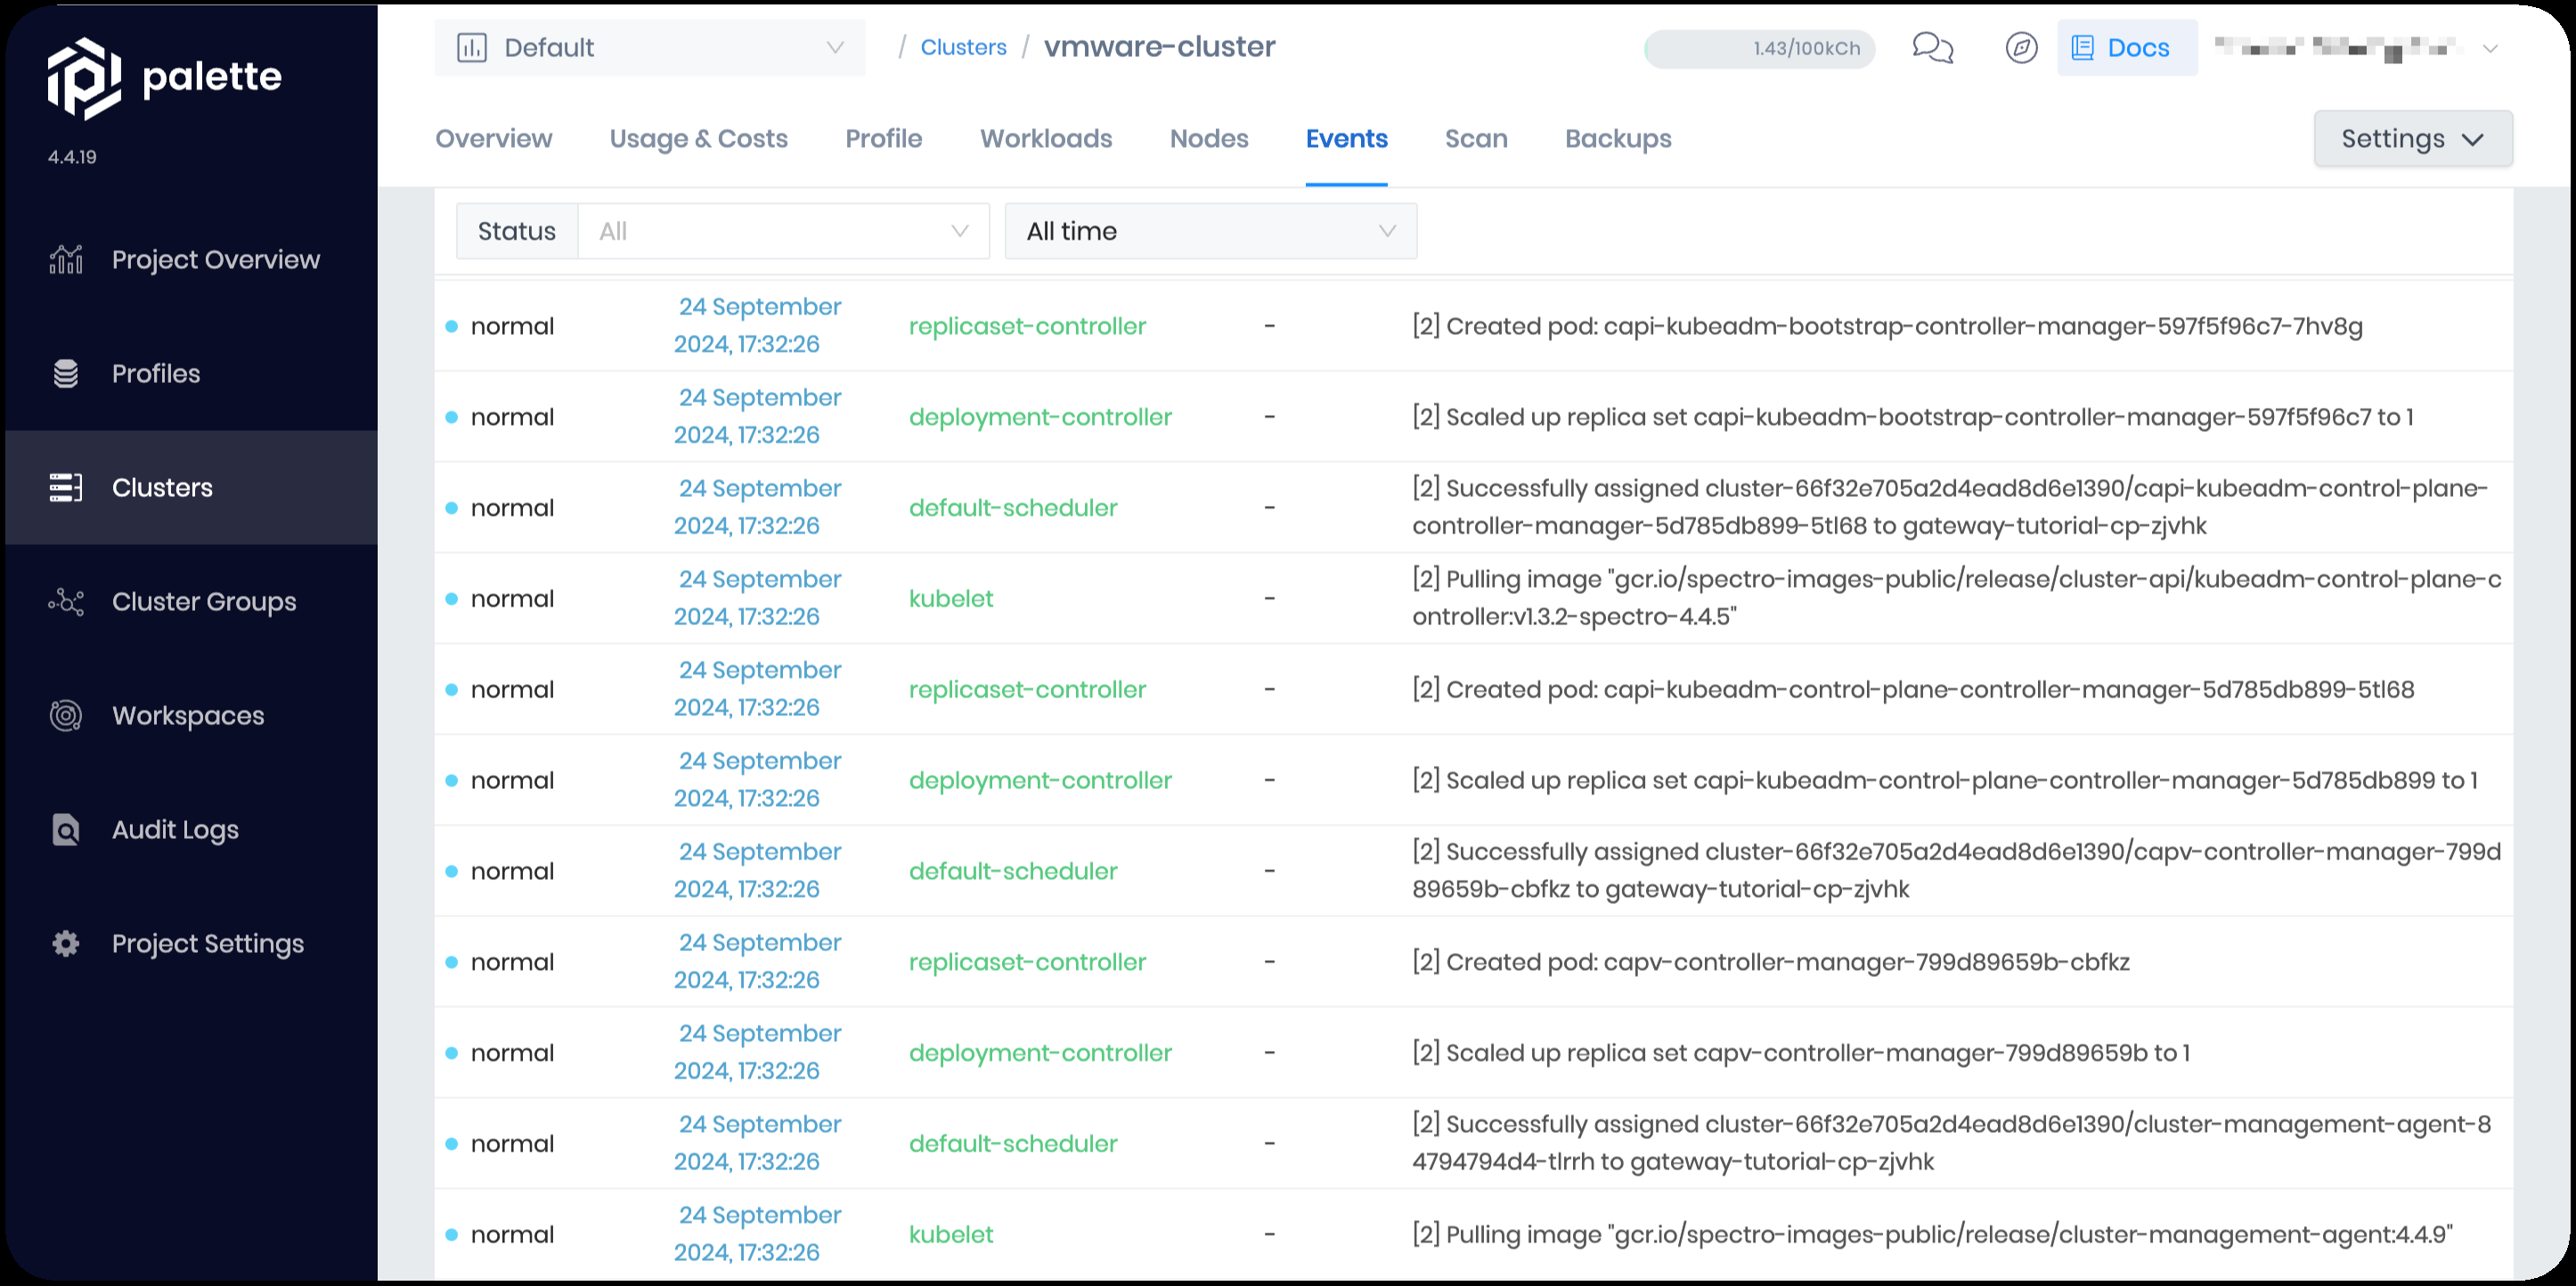 palette
4.4.19
Project Overview
Profiles
Clusters
Cluster Groups
Workspaces
Audit Logs
Project Settings
Default
/ Clusters / vmware-cluster
1.43/100kCh
Docs
Overview Usage & Costs Profile Workloads Nodes Events Scan Backups
Settings
Status All All time
normal 24 September 2024, 17:32:26 replicaset-controller - [2] Created pod: capi-kubeadm-bootstrap-controller-manager-597f5f96c7-7hv8g
normal 24 September 2024, 17:32:26 deployment-controller - [2] Scaled up replica set capi-kubeadm-bootstrap-controller-manager-597f5f96c7 to 1
normal 24 September 2024, 17:32:26 default-scheduler - [2] Successfully assigned cluster-66f32e705a2d4ead8d6e1390/capi-kubeadm-control-plane-
controller-manager-5d785db899-5tl68 to gateway-tutorial-cp-zjvhk
normal 24 September 2024, 17:32:26 kubelet - [2] Pulling image "gcr.io/spectro-images-public/release/cluster-api/kubeadm-control-plane-c
ontroller:v1.3.2-spectro-4.4.5"
normal 24 September 2024, 17:32:26 replicaset-controller - [2] Created pod: capi-kubeadm-control-plane-controller-manager-5d785db899-5tl68
normal 24 September 2024, 17:32:26 deployment-controller - [2] Scaled up replica set capi-kubeadm-control-plane-controller-manager-5d785db899 to 1
normal 24 September 2024, 17:32:26 default-scheduler - [2] Successfully assigned cluster-66f32e705a2d4ead8d6e1390/capv-controller-manager-799d
89659b-cbfkz to gateway-tutorial-cp-zjvhk
normal 24 September 2024, 17:32:26 replicaset-controller - [2] Created pod: capv-controller-manager-799d89659b-cbfkz
normal 24 September 2024, 17:32:26 deployment-controller - [2] Scaled up replica set capv-controller-manager-799d89659b to 1
normal 24 September 2024, 17:32:26 default-scheduler - [2] Successfully assigned cluster-66f32e705a2d4ead8d6e1390/cluster-management-agent-8
4794794d4-tlrrh to gateway-tutorial-cp-zjvhk
normal 24 September 2024, 17:32:26 kubelet - [2] Pulling image "gcr.io/spectro-images-public/release/cluster-management-agent:4.4.9"